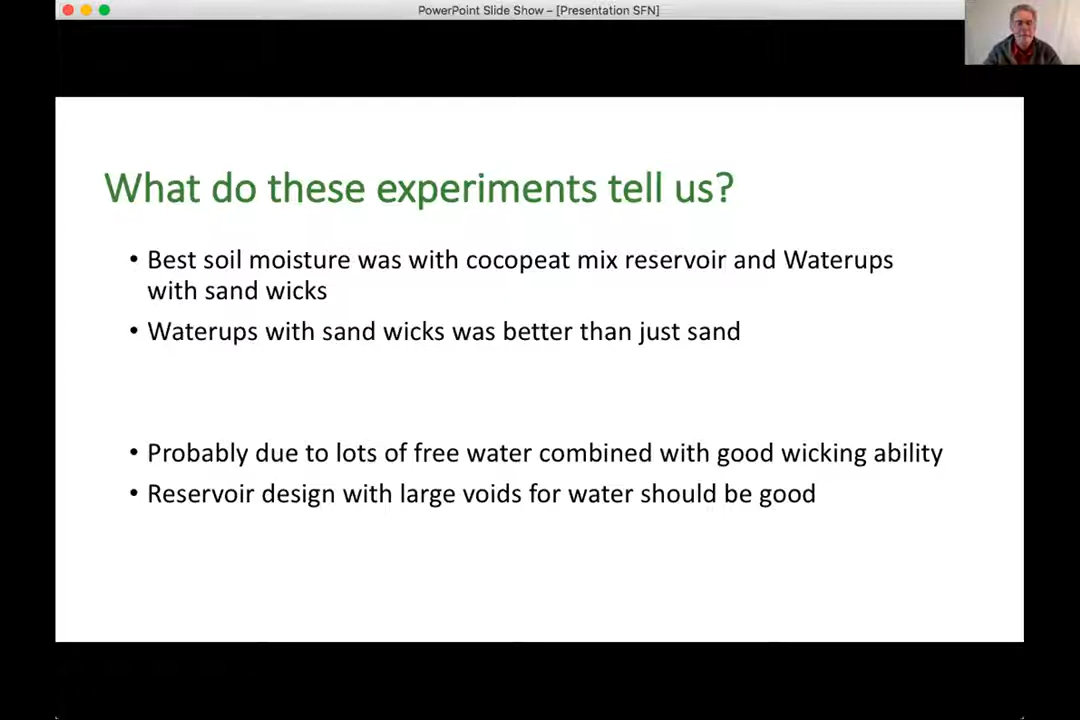 PowerPoint Slide Show – [Presentation SFN]
What do these experiments tell us?
• Best soil moisture was with cocopeat mix reservoir and Waterups
with sand wicks
• Waterups with sand wicks was better than just sand
• Probably due to lots of free water combined with good wicking ability
• Reservoir design with large voids for water should be good